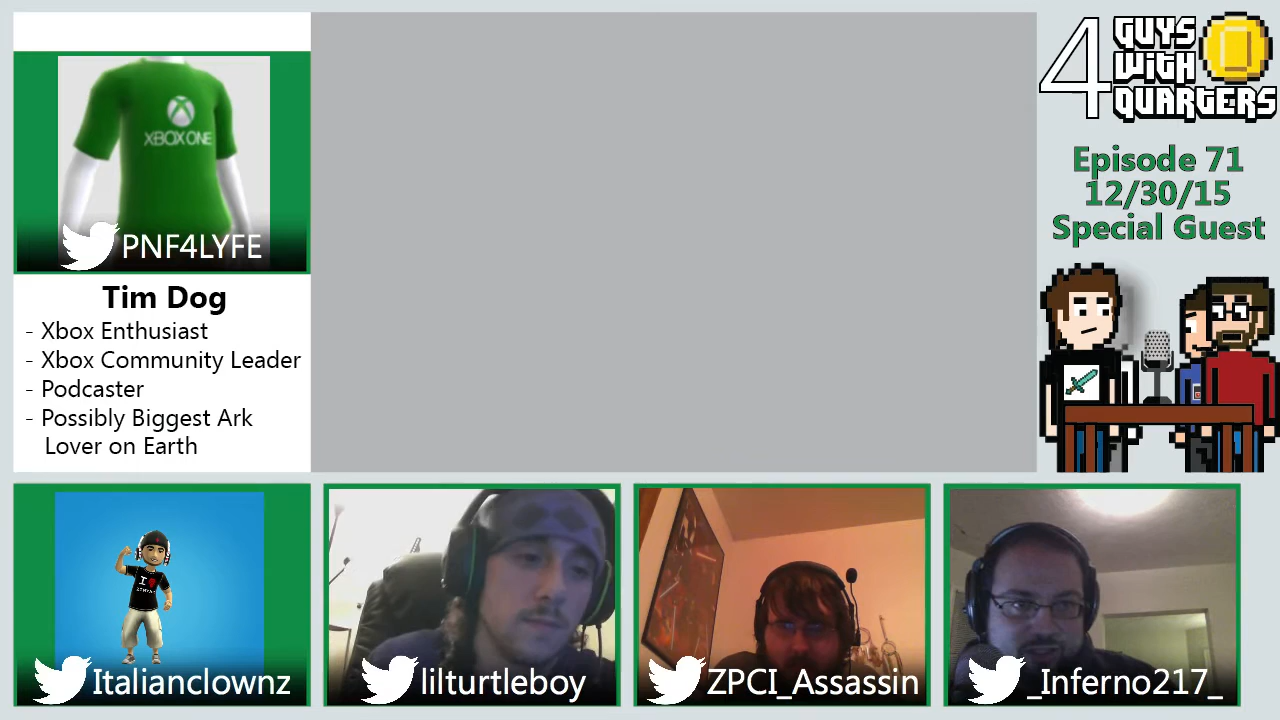 XBOX ONE
PNF4LYFE
Tim Dog
- Xbox Enthusiast
- Xbox Community Leader
- Podcaster
- Possibly Biggest Ark
Lover on Earth
4 GUYS
WITH
QUARTERS
Episode 71
12/30/15
Special Guest
I
Italianclownz
lilturtleboy
ZPCI_Assassin
_Inferno217_